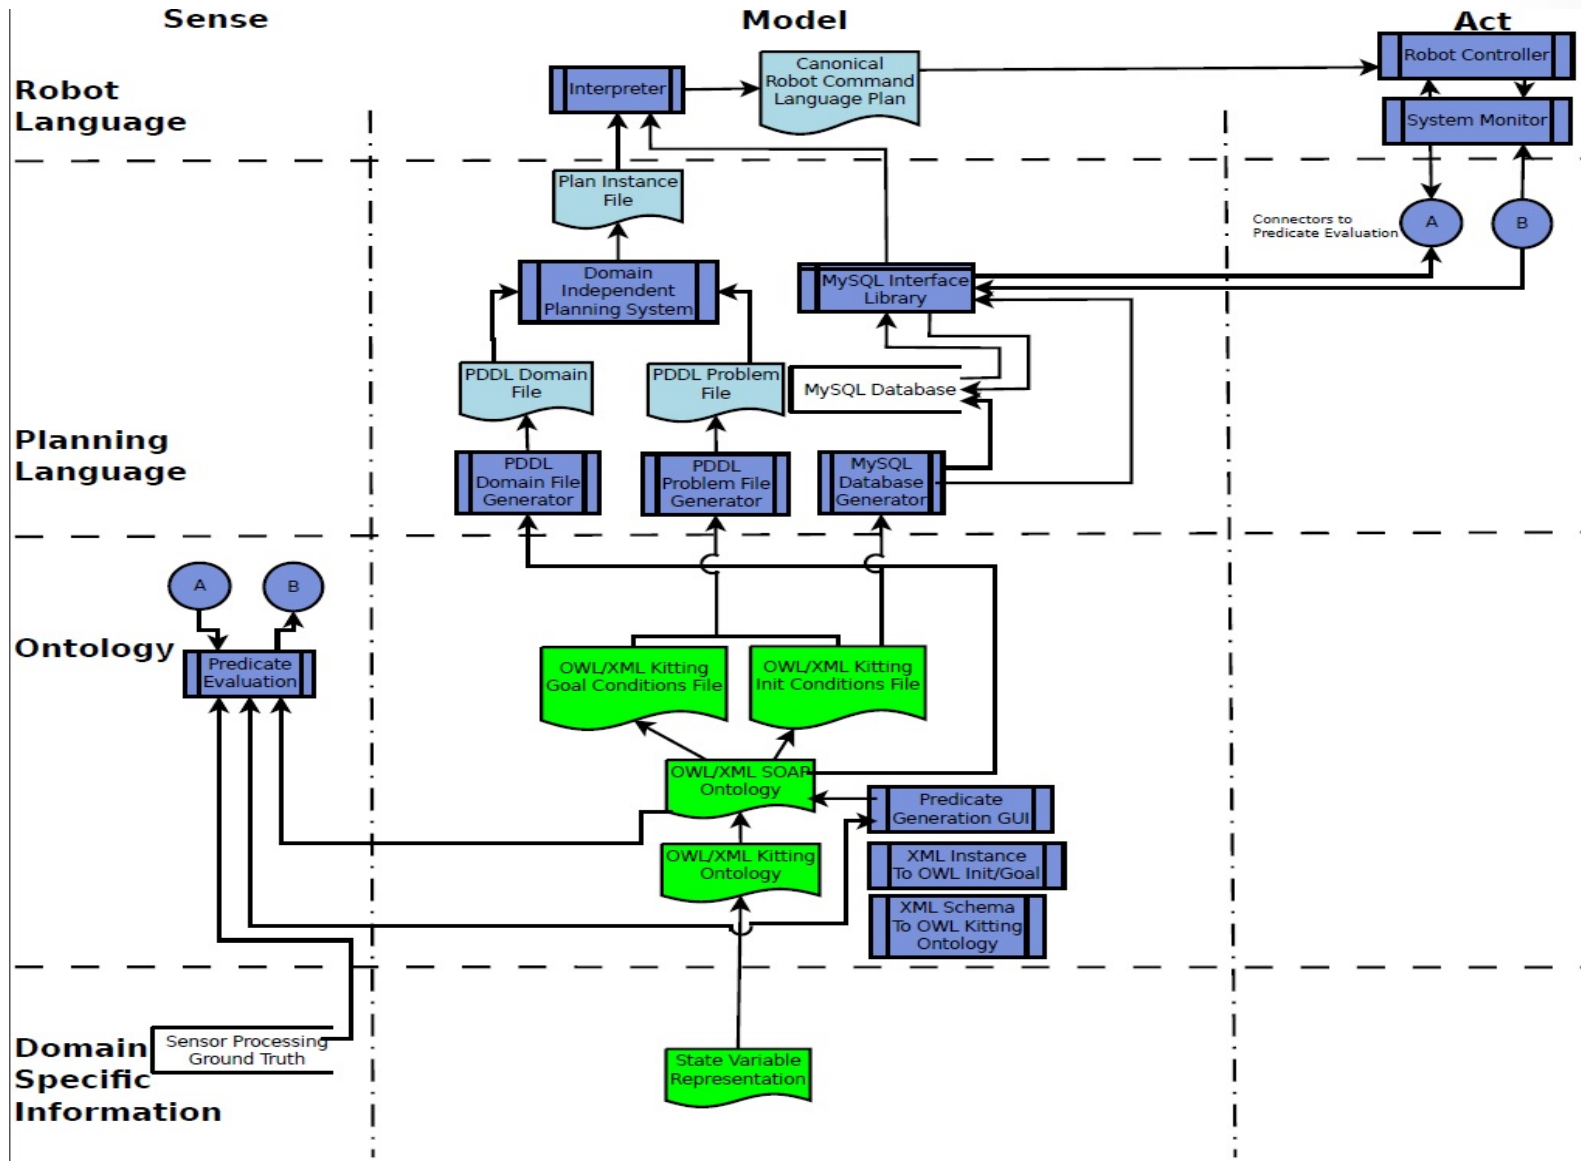 Sense
Model
Act
Robot
Language
Interpreter
Canonical
Robot Command
Language Plan
Robot Controller
System Monitor
Plan Instance
File
Connectors to
Predicate Evaluation
A
B
Domain
Independent
Planning System
MySQL Interface
Library
PDDL Domain
File
PDDL Problem
File
MySQL Database
Planning
Language
PDDL
Domain File
Generator
PDDL
Problem File
Generator
MySQL
Database
Generator
A
B
Ontology
Predicate
Evaluation
OWL/XML Kitting
Goal Conditions File
OWL/XML Kitting
Init Conditions File
OWL/XML SOAP
Ontology
Predicate
Generation GUI
OWL/XML Kitting
Ontology
XML Instance
To OWL Init/Goal
XML Schema
To OWL Kitting
Ontology
Domain
Specific
Information
Sensor Processing
Ground Truth
State Variable
Representation